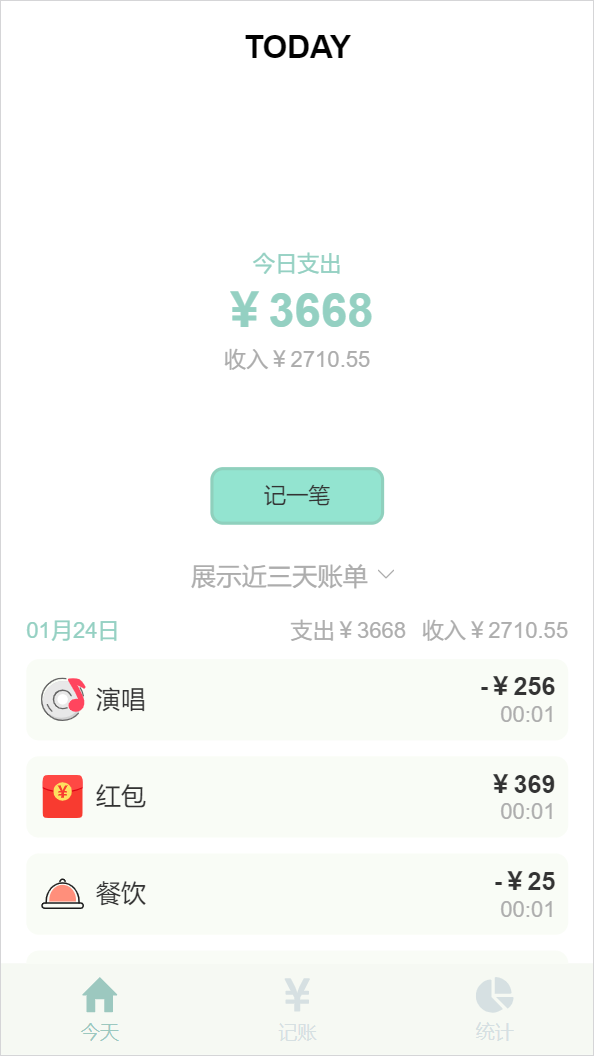 TODAY
今日支出
¥ 3668
收入¥2710.55
记一笔
展示近三天账单
01月24日 支出¥3668 收入¥2710.55
演唱 -¥256
00:01
红包 ¥369
00:01
餐饮 -¥25
00:01
¥
今天 记账 统计